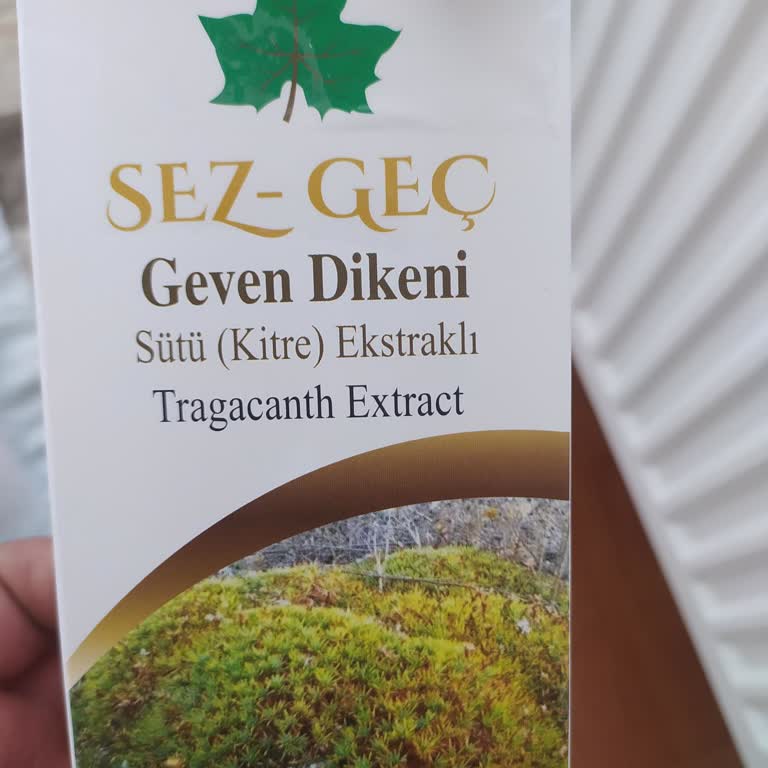 SEZ- GEÇ
Geven Dikeni
Sütü (Kitre) Ekstraklı
Tragacanth Extract